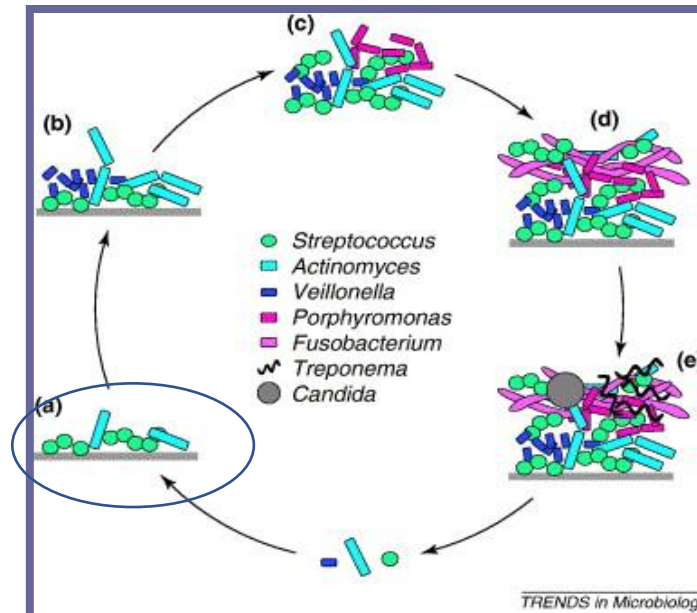 (c)
(b)
(d)
Streptococcus
Actinomyces
Veillonella
Porphyromonas
Fusobacterium
Treponema
Candida
(e
(a)
TRENDS in Microbiolog